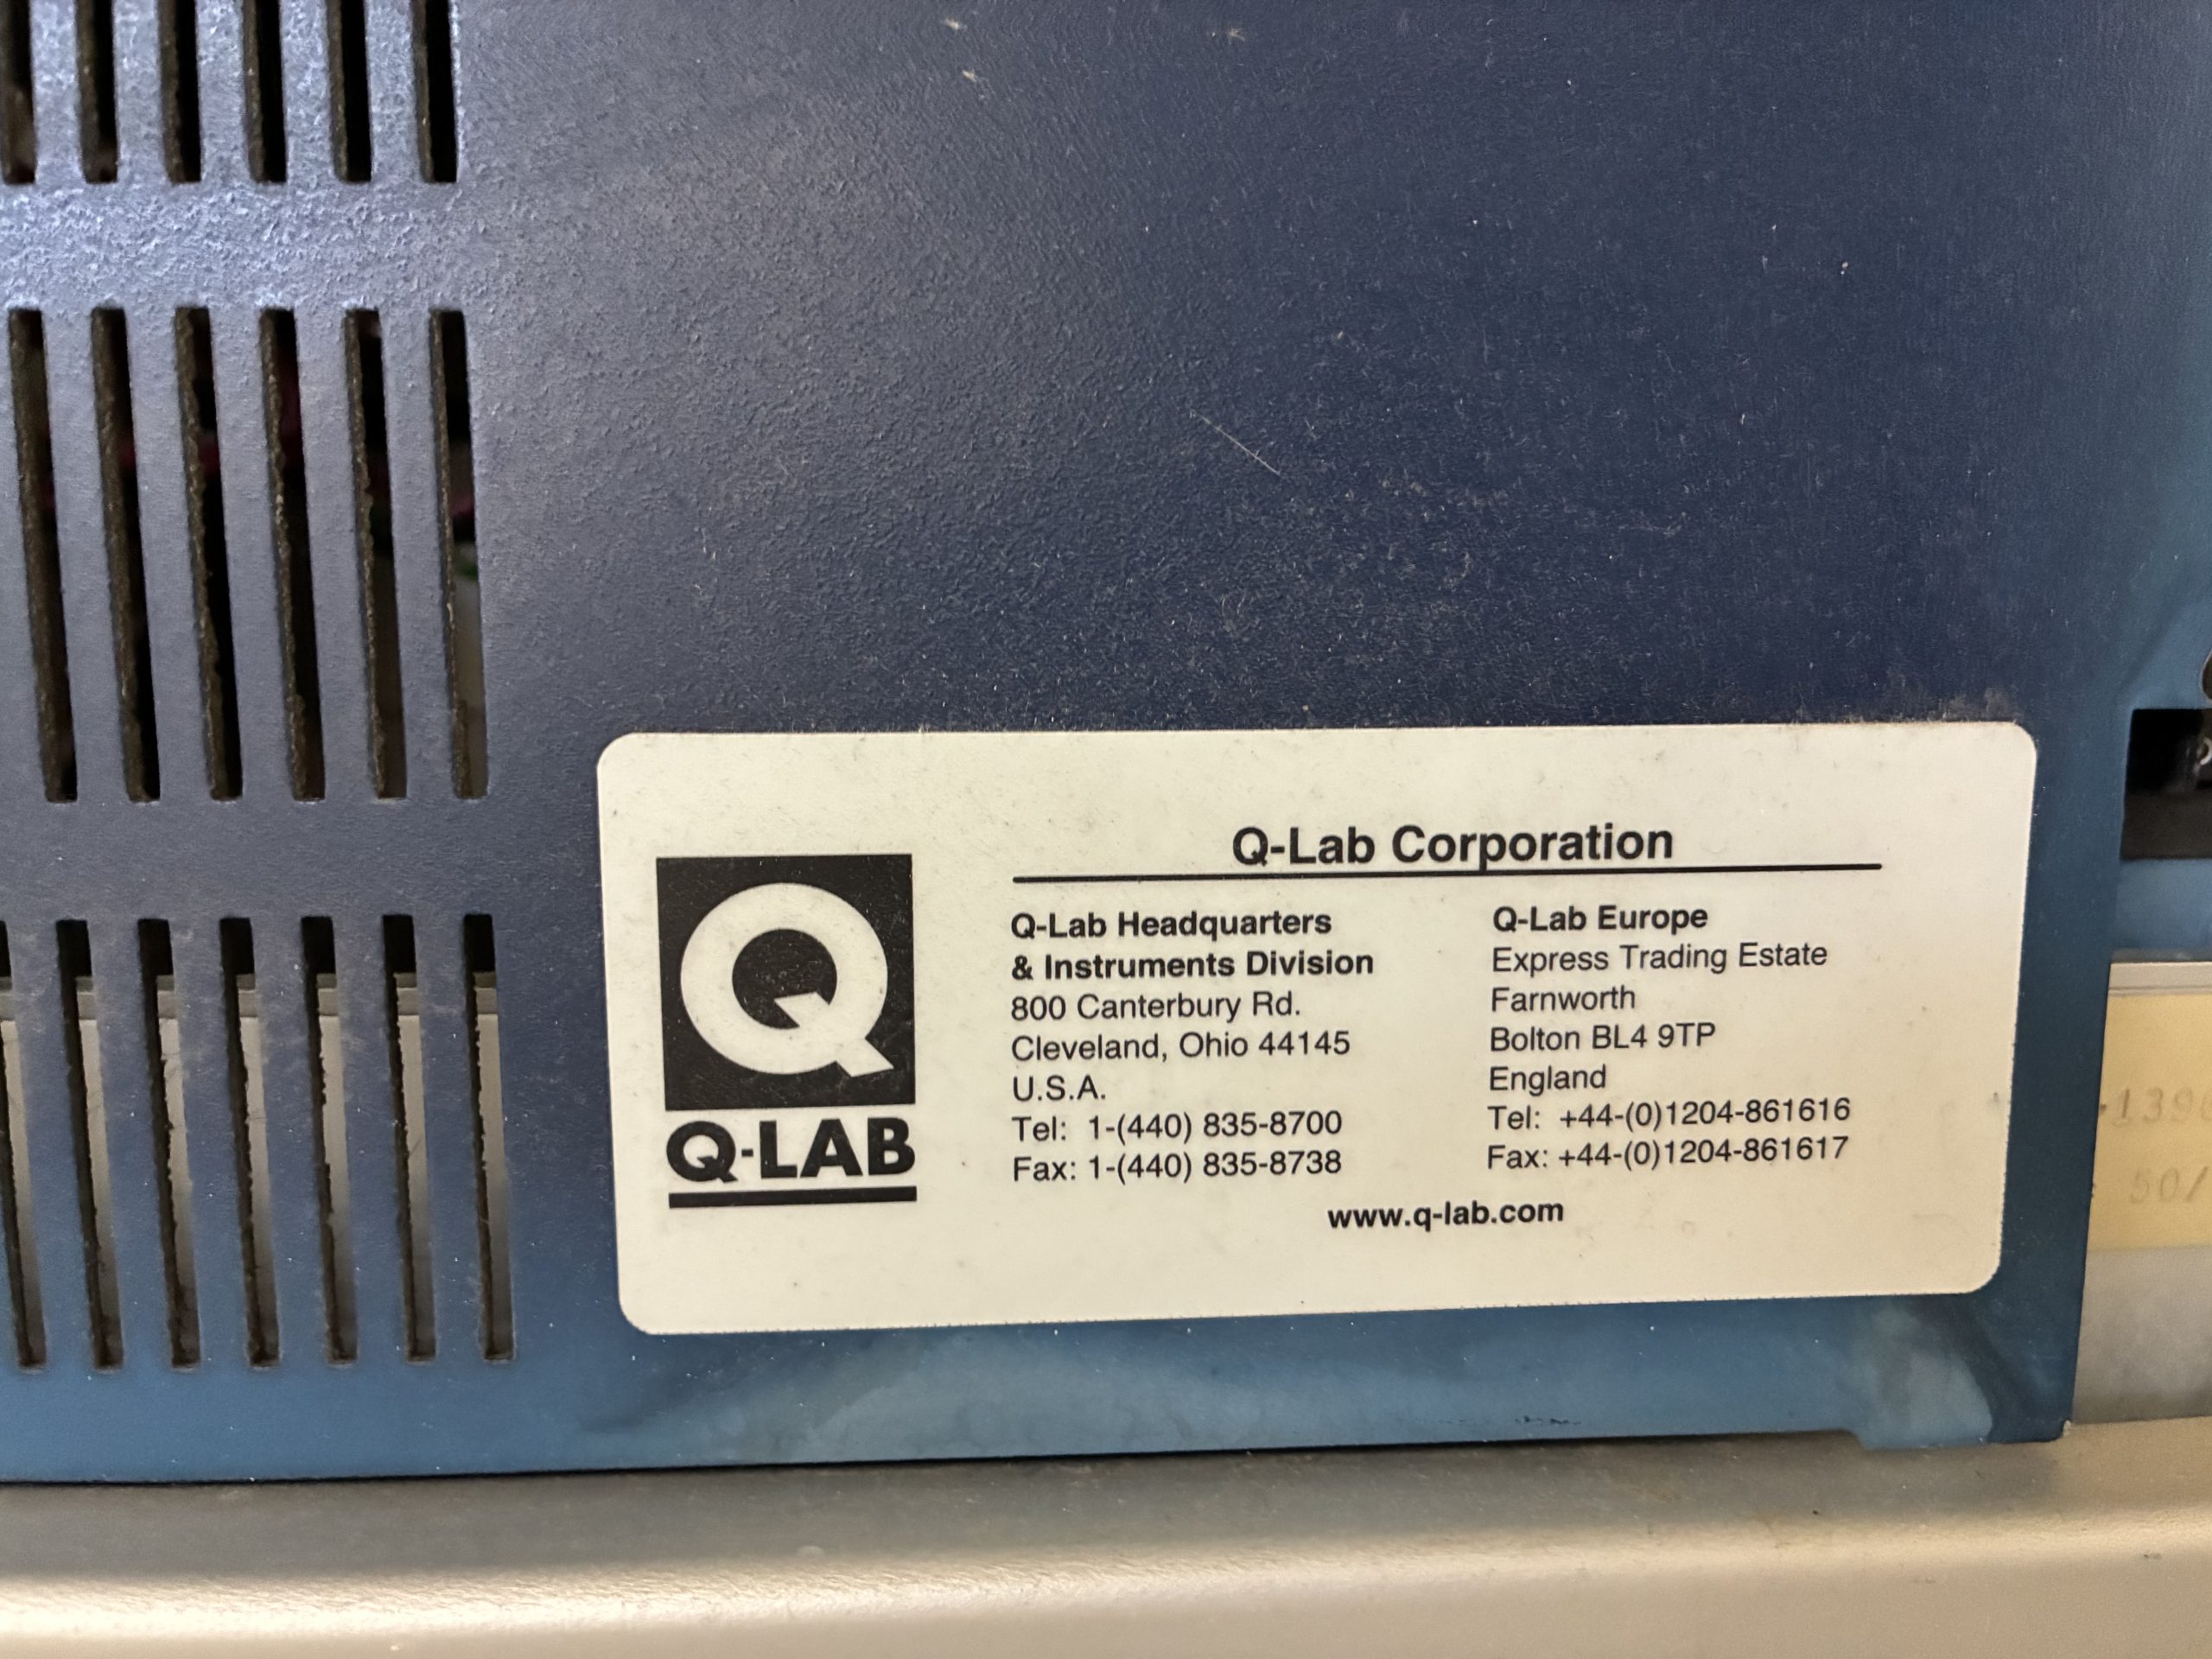 Q
Q-LAB
Q-Lab Corporation
Q-Lab Headquarters
& Instruments Division
800 Canterbury Rd.
Cleveland, Ohio 44145
U.S.A.
Tel: 1-(440) 835-8700
Fax: 1-(440) 835-8738
Q-Lab Europe
Express Trading Estate
Farnworth
Bolton BL4 9TP
England
Tel: +44-(0)1204-861616
Fax: +44-(0)1204-861617
www.q-lab.com